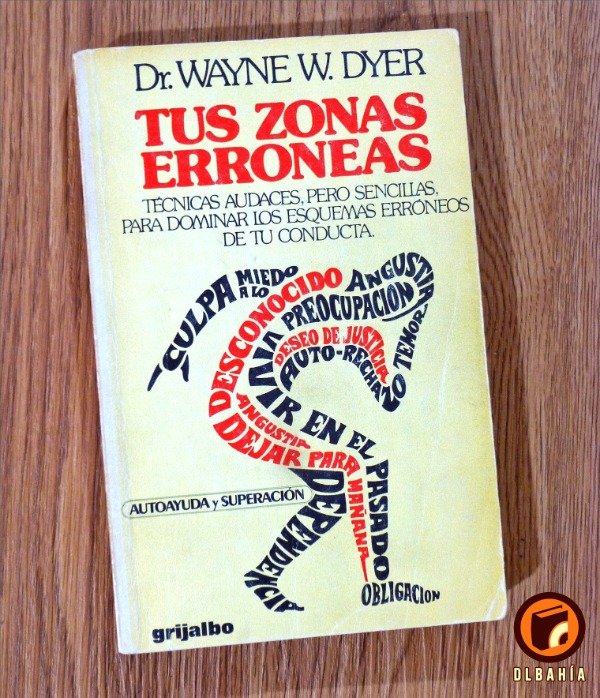 Dr. WAYNE W. DYER
TUS ZONAS
ERRONEAS
TÉCNICAS AUDACES, PERO SENCILLAS,
PARA DOMINAR LOS ESQUEMAS ERRÓNEOS
DE TU CONDUCTA.
CULPA
MIEDO
A LO
DESCONOCIDO
ANGUSTIA
PREOCUPACIÓN
TEMOR
DESEO DE JUSTICIA
AUTO-RECHAZO
VIVIR EN EL PASADO
ANGUSTIA
DEJAR PARA MAÑANA
DEPENDENCIA
OBLIGACION
AUTOAYUDA y SUPERACIÓN
grijalbo
DLBAHÍA